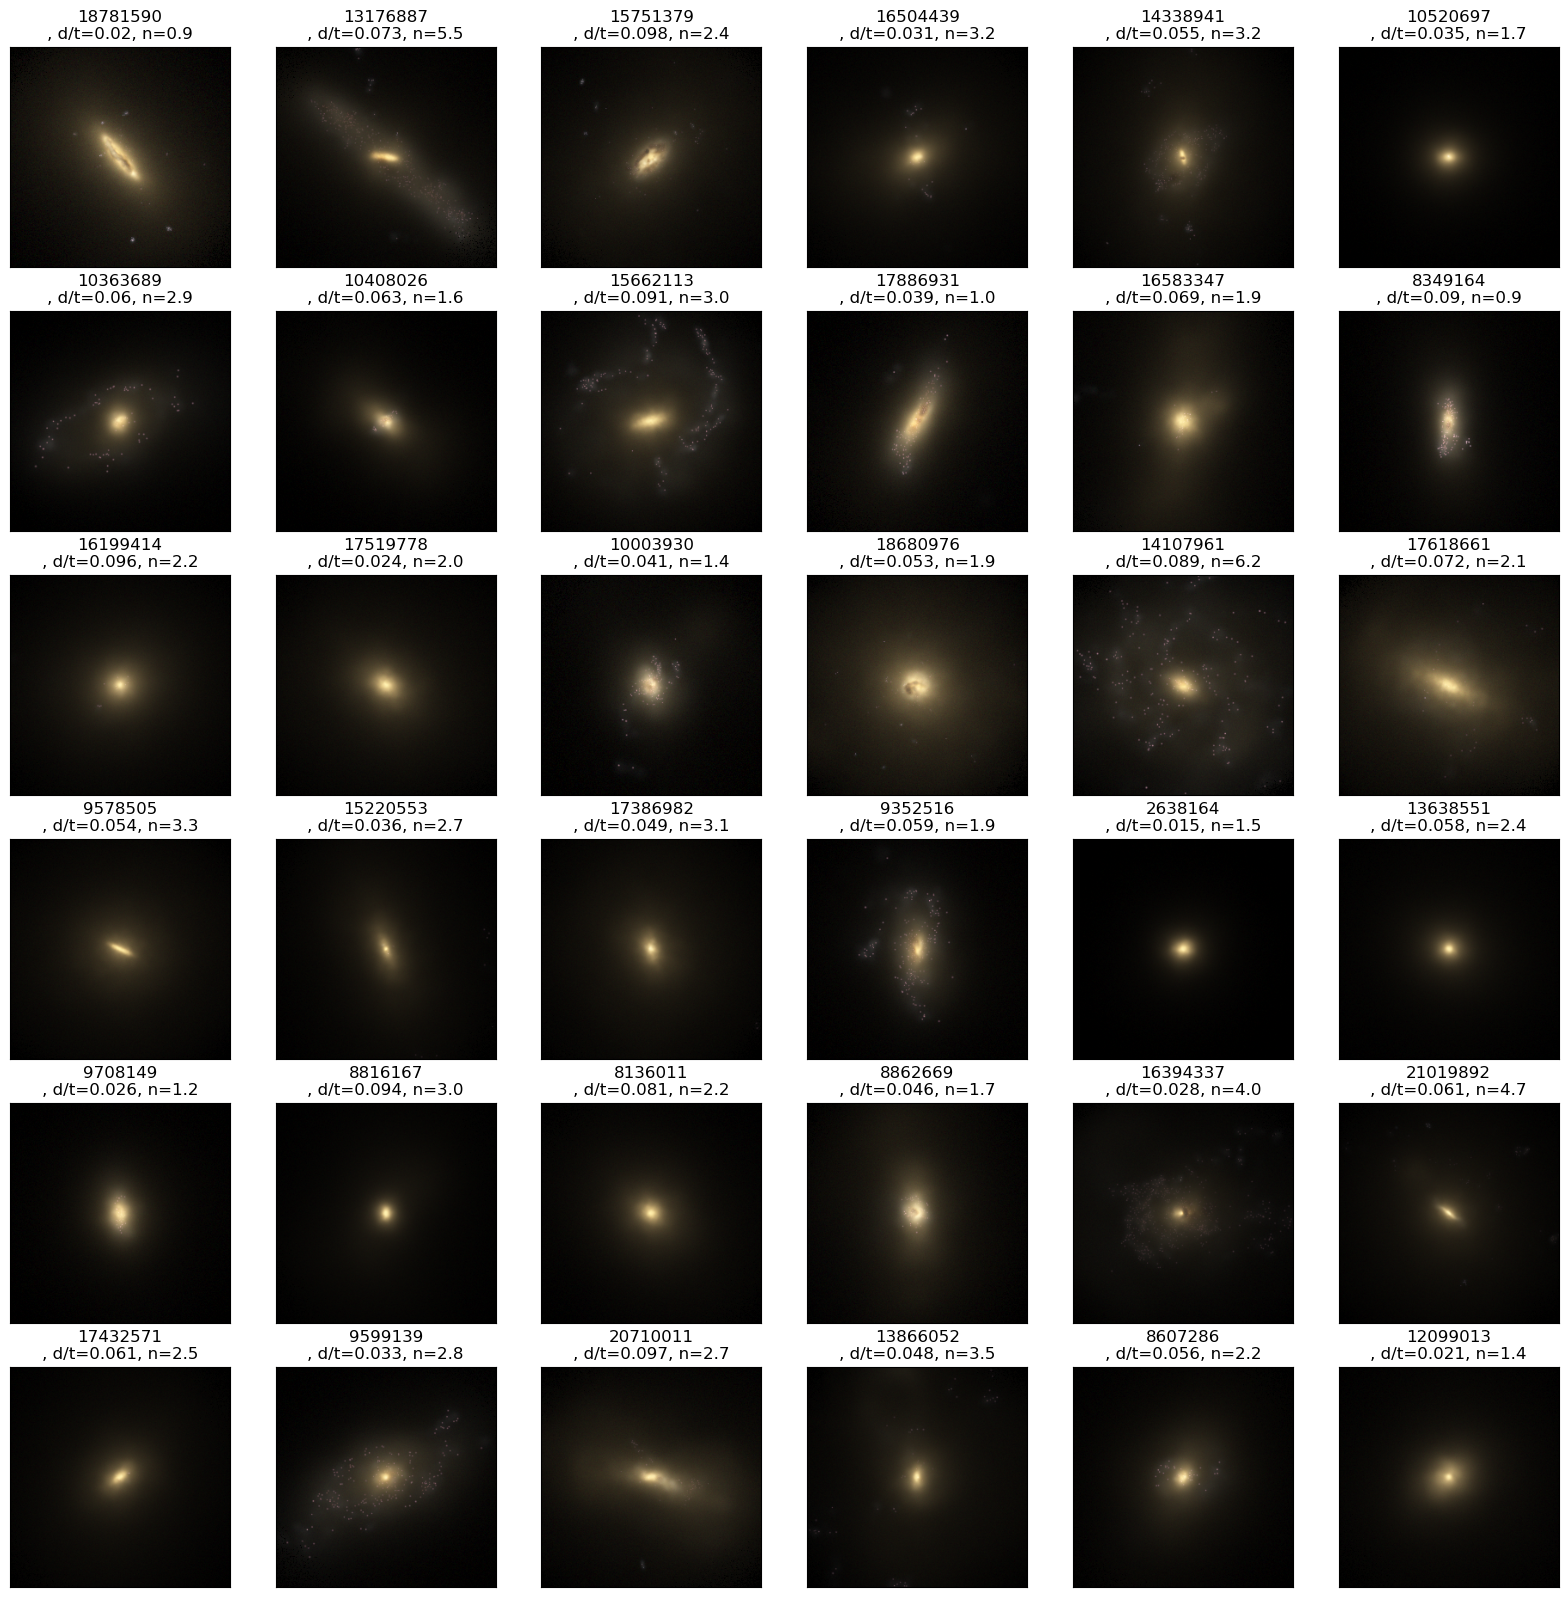 18781590
, d/t=0.02, n=0.9
13176887
, d/t=0.073, n=5.5
15751379
, d/t=0.098, n=2.4
16504439
, d/t=0.031, n=3.2
14338941
, d/t=0.055, n=3.2
10520697
, d/t=0.035, n=1.7
10363689
, d/t=0.06, n=2.9
10408026
, d/t=0.063, n=1.6
15662113
, d/t=0.091, n=3.0
17886931
, d/t=0.039, n=1.0
16583347
, d/t=0.069, n=1.9
8349164
, d/t=0.09, n=0.9
16199414
, d/t=0.096, n=2.2
17519778
, d/t=0.024, n=2.0
10003930
, d/t=0.041, n=1.4
18680976
, d/t=0.053, n=1.9
14107961
, d/t=0.089, n=6.2
17618661
, d/t=0.072, n=2.1
9578505
, d/t=0.054, n=3.3
15220553
, d/t=0.036, n=2.7
17386982
, d/t=0.049, n=3.1
9352516
, d/t=0.059, n=1.9
2638164
, d/t=0.015, n=1.5
13638551
, d/t=0.058, n=2.4
9708149
, d/t=0.026, n=1.2
8816167
, d/t=0.094, n=3.0
8136011
, d/t=0.081, n=2.2
8862669
, d/t=0.046, n=1.7
16394337
, d/t=0.028, n=4.0
21019892
, d/t=0.061, n=4.7
17432571
, d/t=0.061, n=2.5
9599139
, d/t=0.033, n=2.8
20710011
, d/t=0.097, n=2.7
13866052
, d/t=0.048, n=3.5
8607286
, d/t=0.056, n=2.2
12099013
, d/t=0.021, n=1.4